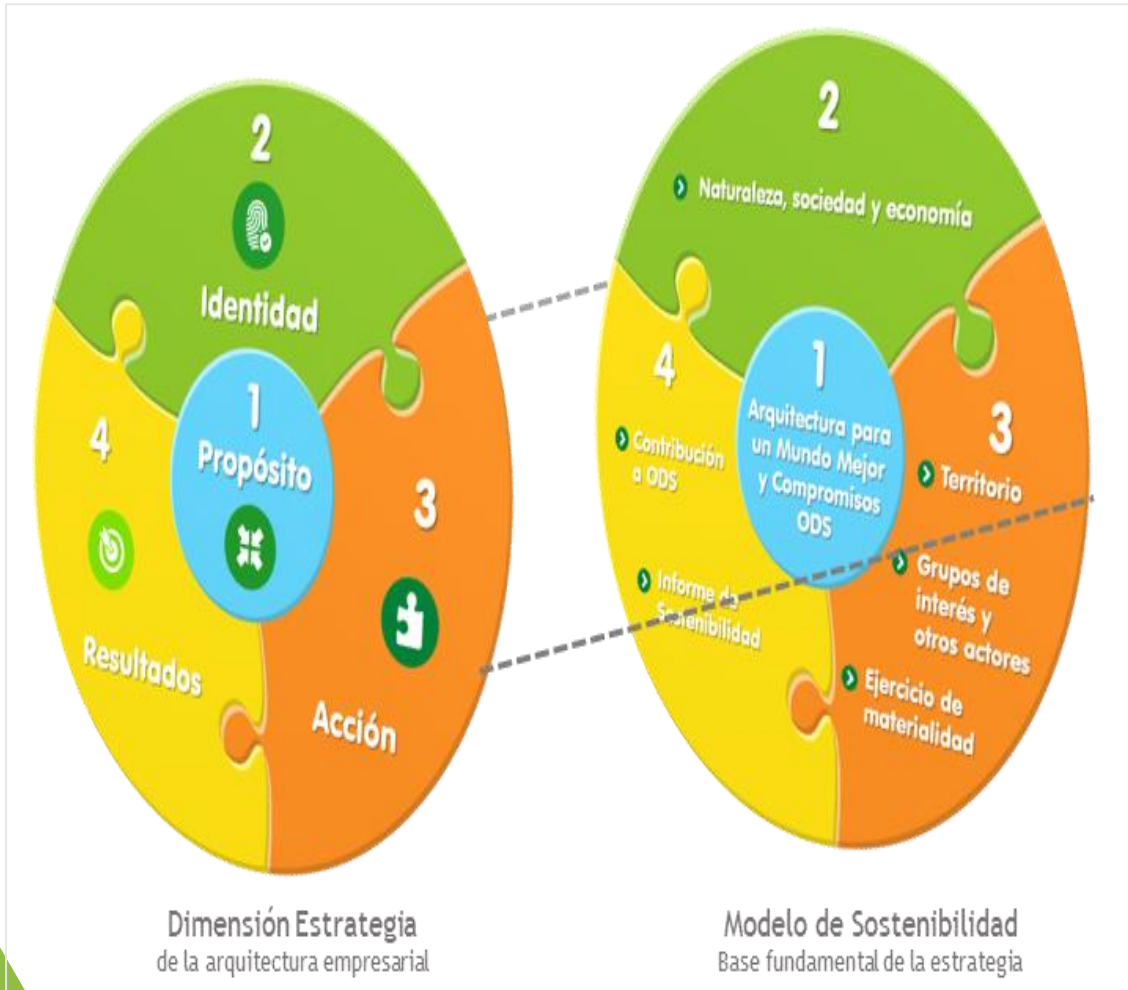 2
Identidad
1
Propósito
4
Resultados
3
Acción
Dimensión Estrategia
de la arquitectura empresarial
2
Naturaleza, sociedad y economía
1
Arquitectura para
un Mundo Mejor
y Compromisos
ODS
4
Contribución
a ODS
Informe de
Sostenibilidad
3
Territorio
Grupos de
interés y
otros actores
Ejercicio de
materialidad
Modelo de Sostenibilidad
Base fundamental de la estrategia